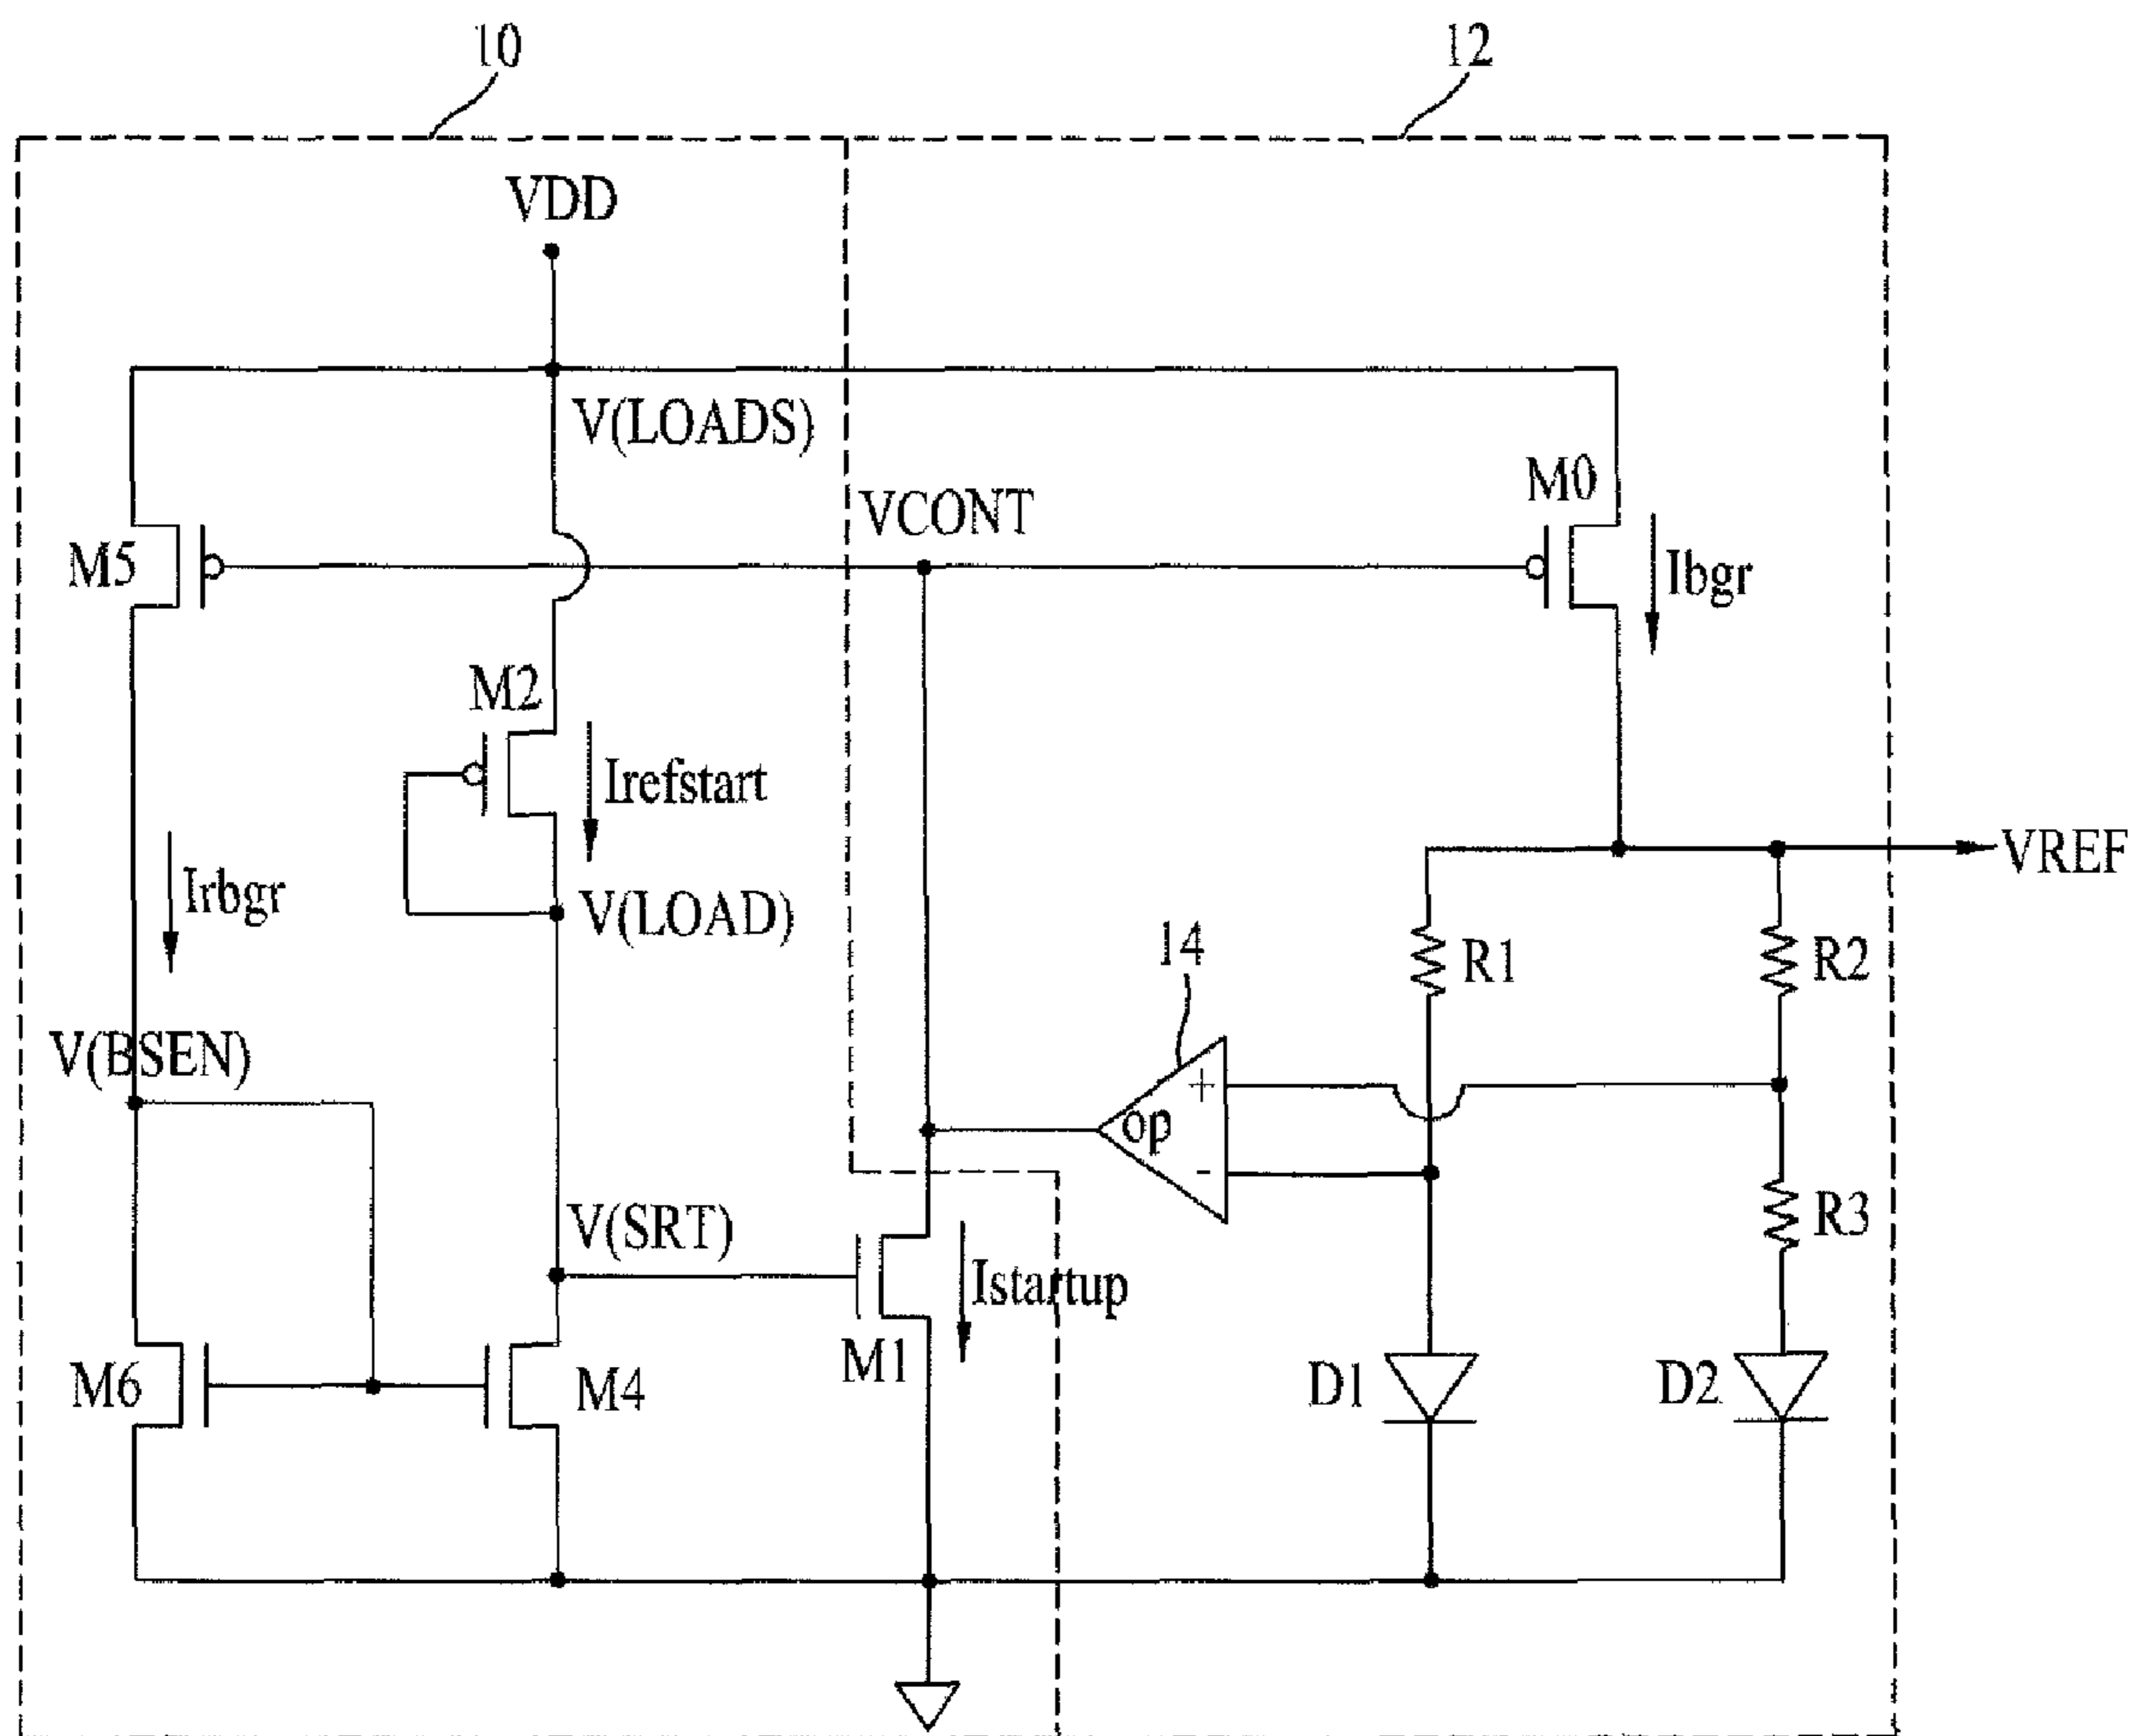 10
12
VDD
V(LOADS)
M0
VCONT
M5
Ibgr
M2
Irefstart
VREF
Irbgr
V(LOAD)
14
R1
R2
V(BSEN)
+
op
-
V(SRT)
R3
Istartup
M1
M6
M4
D1
D2